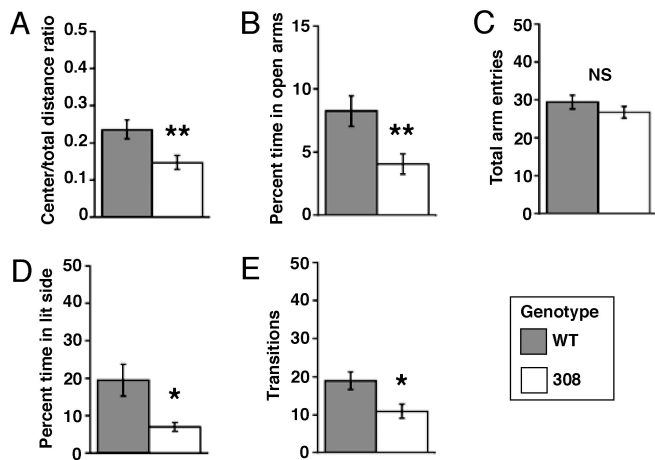 A
Center/total distance ratio
0.5
0.4
0.3
0.2
0.1
0
**
B
Percent time in open arms
15
10
5
0
**
C
Total arm entries
50
40
30
20
10
0
NS
D
Percent time in lit side
50
40
30
20
10
0
*
E
Transitions
50
40
30
20
10
0
*
Genotype
WT
308